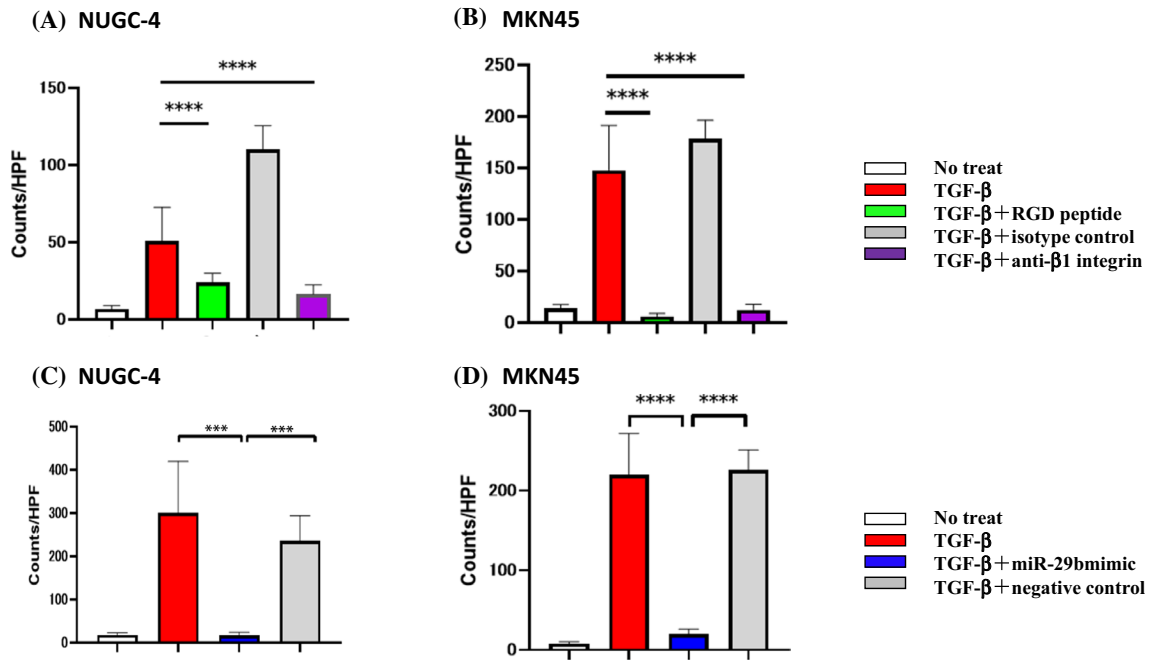 (A) NUGC-4
****
****
150
100
50
0
Counts/HPF
(B) MKN45
****
****
250
200
150
100
50
0
Counts/HPF
No treat
TGF-β
TGF-β+RGD peptide
TGF-β+isotype control
TGF-β+anti-β1 integrin
(C) NUGC-4
***
***
500
400
300
200
100
0
Counts/HPF
(D) MKN45
****
****
300
200
100
0
Counts/HPF
No treat
TGF-β
TGF-β+miR-29bmimic
TGF-β+negative control